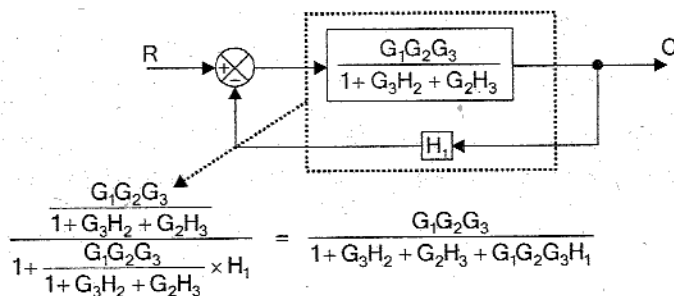 R + − G₁G₂G₃ / 1 + G₃H₂ + G₂H₃ C
H₁
G₁G₂G₃ / 1 + G₃H₂ + G₂H₃ / 1 + G₁G₂G₃ / 1 + G₃H₂ + G₂H₃ × H₁ = G₁G₂G₃ / 1 + G₃H₂ + G₂H₃ + G₁G₂G₃H₁